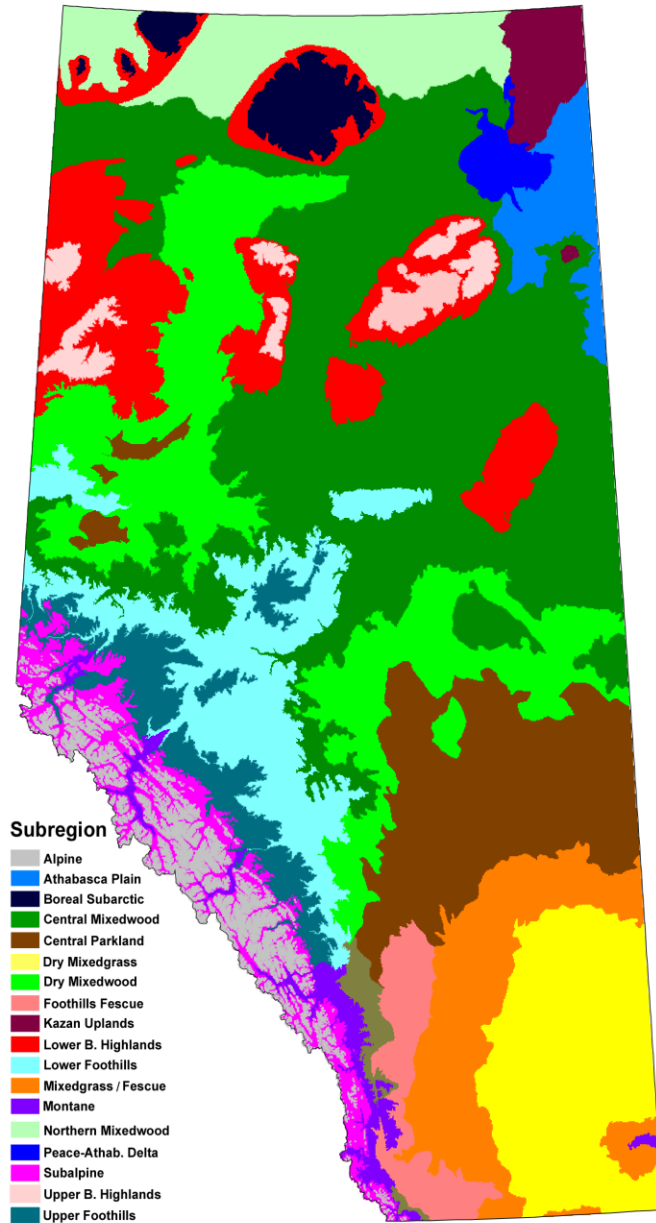 Subregion
Alpine
Athabasca Plain
Boreal Subarctic
Central Mixedwood
Central Parkland
Dry Mixedgrass
Dry Mixedwood
Foothills Fescue
Kazan Uplands
Lower B. Highlands
Lower Foothills
Mixedgrass / Fescue
Montane
Northern Mixedwood
Peace-Athab. Delta
Subalpine
Upper B. Highlands
Upper Foothills